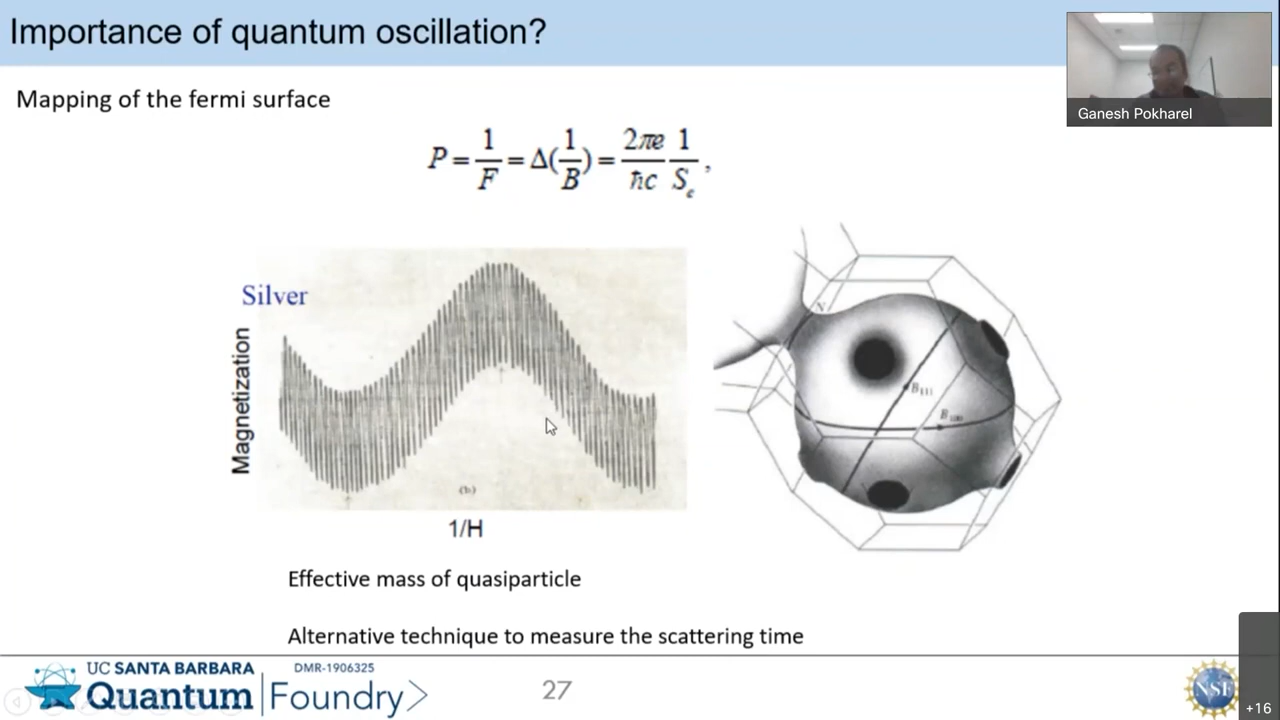 Importance of quantum oscillation?
Ganesh Pokharel
Mapping of the fermi surface
P = 1/F = Δ(1/B) = 2πe/ħc 1/S_e ,
Silver
Magnetization
(b)
1/H
N
B₁₁₁
B₁₀₀
Effective mass of quasiparticle
Alternative technique to measure the scattering time
UC SANTA BARBARA
Quantum Foundry
DMR-1906325
27
NSF
+16